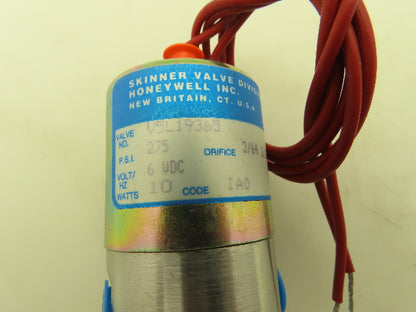 SKINNER VALVE DIVIS
HONEYWELL INC.
NEW BRITAIN, CT. U.S.A.
VALVE NO. V5L19365
P.S.I. 275 ORIFICE 3/64
VOLT/HZ 6 VDC
WATTS 10 CODE IAO